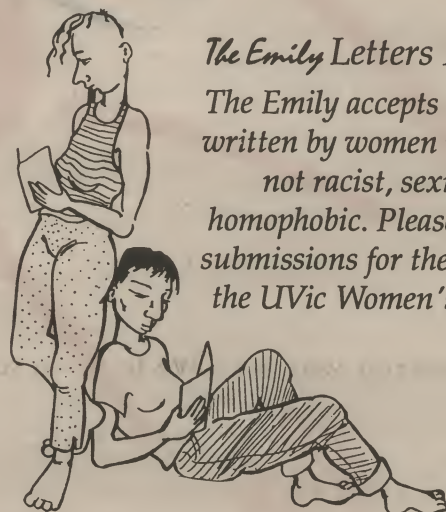 The Emily Letters
The Emily accepts
written by women
not racist, sexi
homophobic. Please
submissions for the
the UVic Women'